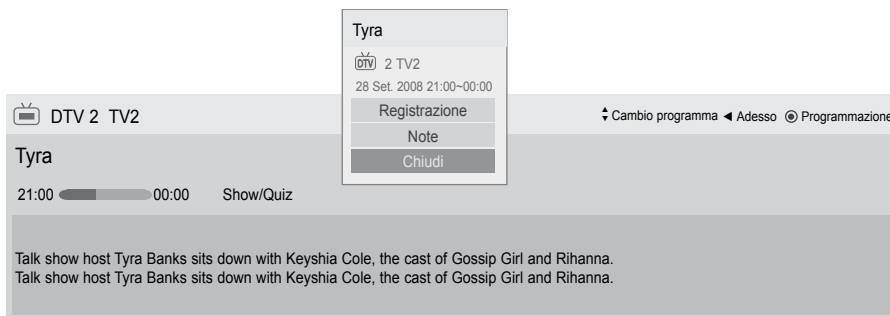 Tyra
DTV 2 TV2
28 Set. 2008 21:00~00:00
Registrazione
Note
Chiudi
DTV 2 TV2
Cambio programma ◀ Adesso ◉ Programmazione
Tyra
21:00 00:00 Show/Quiz
Talk show host Tyra Banks sits down with Keyshia Cole, the cast of Gossip Girl and Rihanna.
Talk show host Tyra Banks sits down with Keyshia Cole, the cast of Gossip Girl and Rihanna.